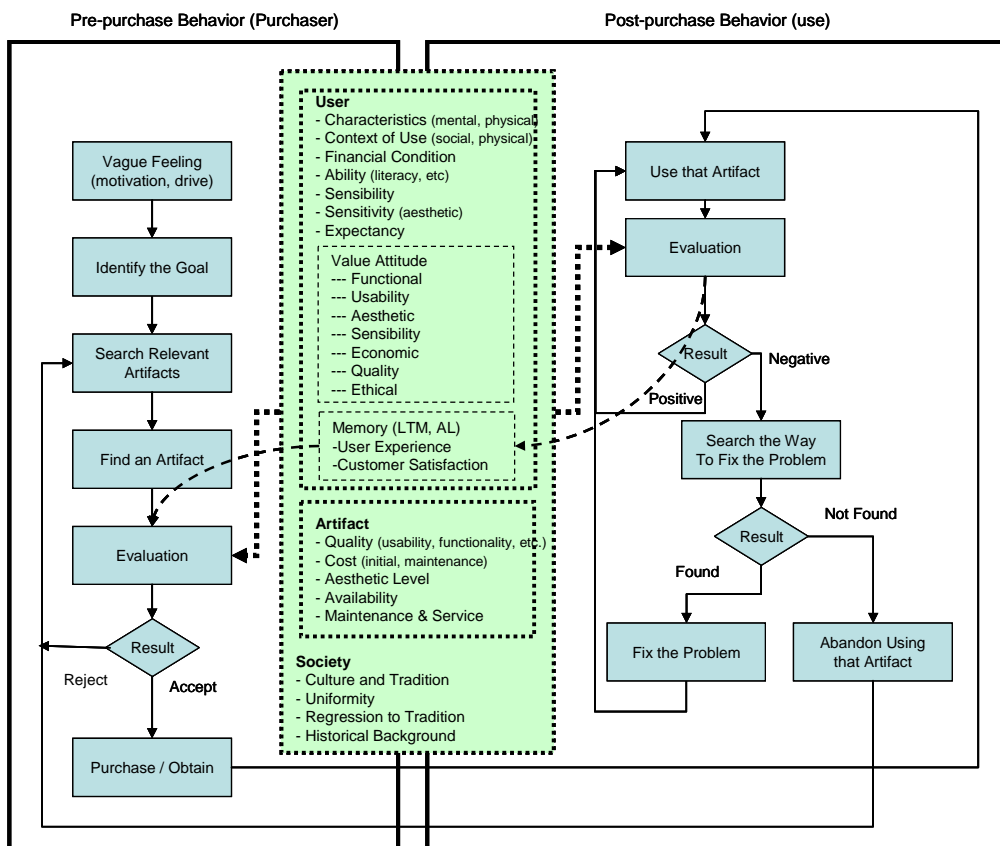 Pre-purchase Behavior (Purchaser)
Post-purchase Behavior (use)
Vague Feeling
(motivation, drive)
Identify the Goal
Search Relevant
Artifacts
Find an Artifact
Evaluation
Result
Reject
Accept
Purchase / Obtain
User
- Characteristics (mental, physical)
- Context of Use (social, physical)
- Financial Condition
- Ability (literacy, etc)
- Sensibility
- Sensitivity (aesthetic)
- Expectancy
Value Attitude
--- Functional
--- Usability
--- Aesthetic
--- Sensibility
--- Economic
--- Quality
--- Ethical
Memory (LTM, AL)
-User Experience
-Customer Satisfaction
Artifact
- Quality (usability, functionality, etc.)
- Cost (initial, maintenance)
- Aesthetic Level
- Availability
- Maintenance & Service
Society
- Culture and Tradition
- Uniformity
- Regression to Tradition
- Historical Background
Use that Artifact
Evaluation
Result
Negative
Positive
Search the Way
To Fix the Problem
Result
Not Found
Found
Fix the Problem
Abandon Using
that Artifact